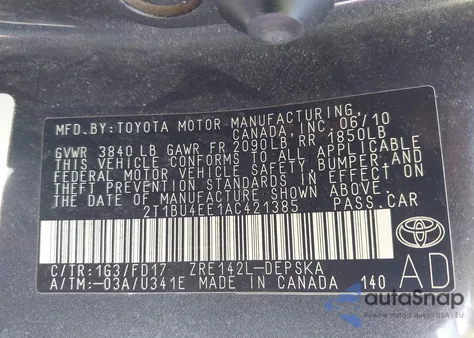 MFD.BY:TOYOTA MOTOR MANUFACTURING
CANADA,INC 06/10
GVWR 3840 LB GAWR FR 2090LB RR 1850LB
THIS VEHICLE CONFORMS TO ALL APPLICABLE
FEDERAL MOTOR VEHICLE SAFETY, BUMPER, AND
THEFT PREVENTION STANDARDS IN EFFECT ON
THE DATE OF MANUFACTURE SHOWN ABOVE.
2T1BU4EE1AC421385 PASS.CAR
C/TR:1G3/FD17 ZRE142L-DEPSKA
A/TM:-03A/U341E MADE IN CANADA 140
AD
autoSnap